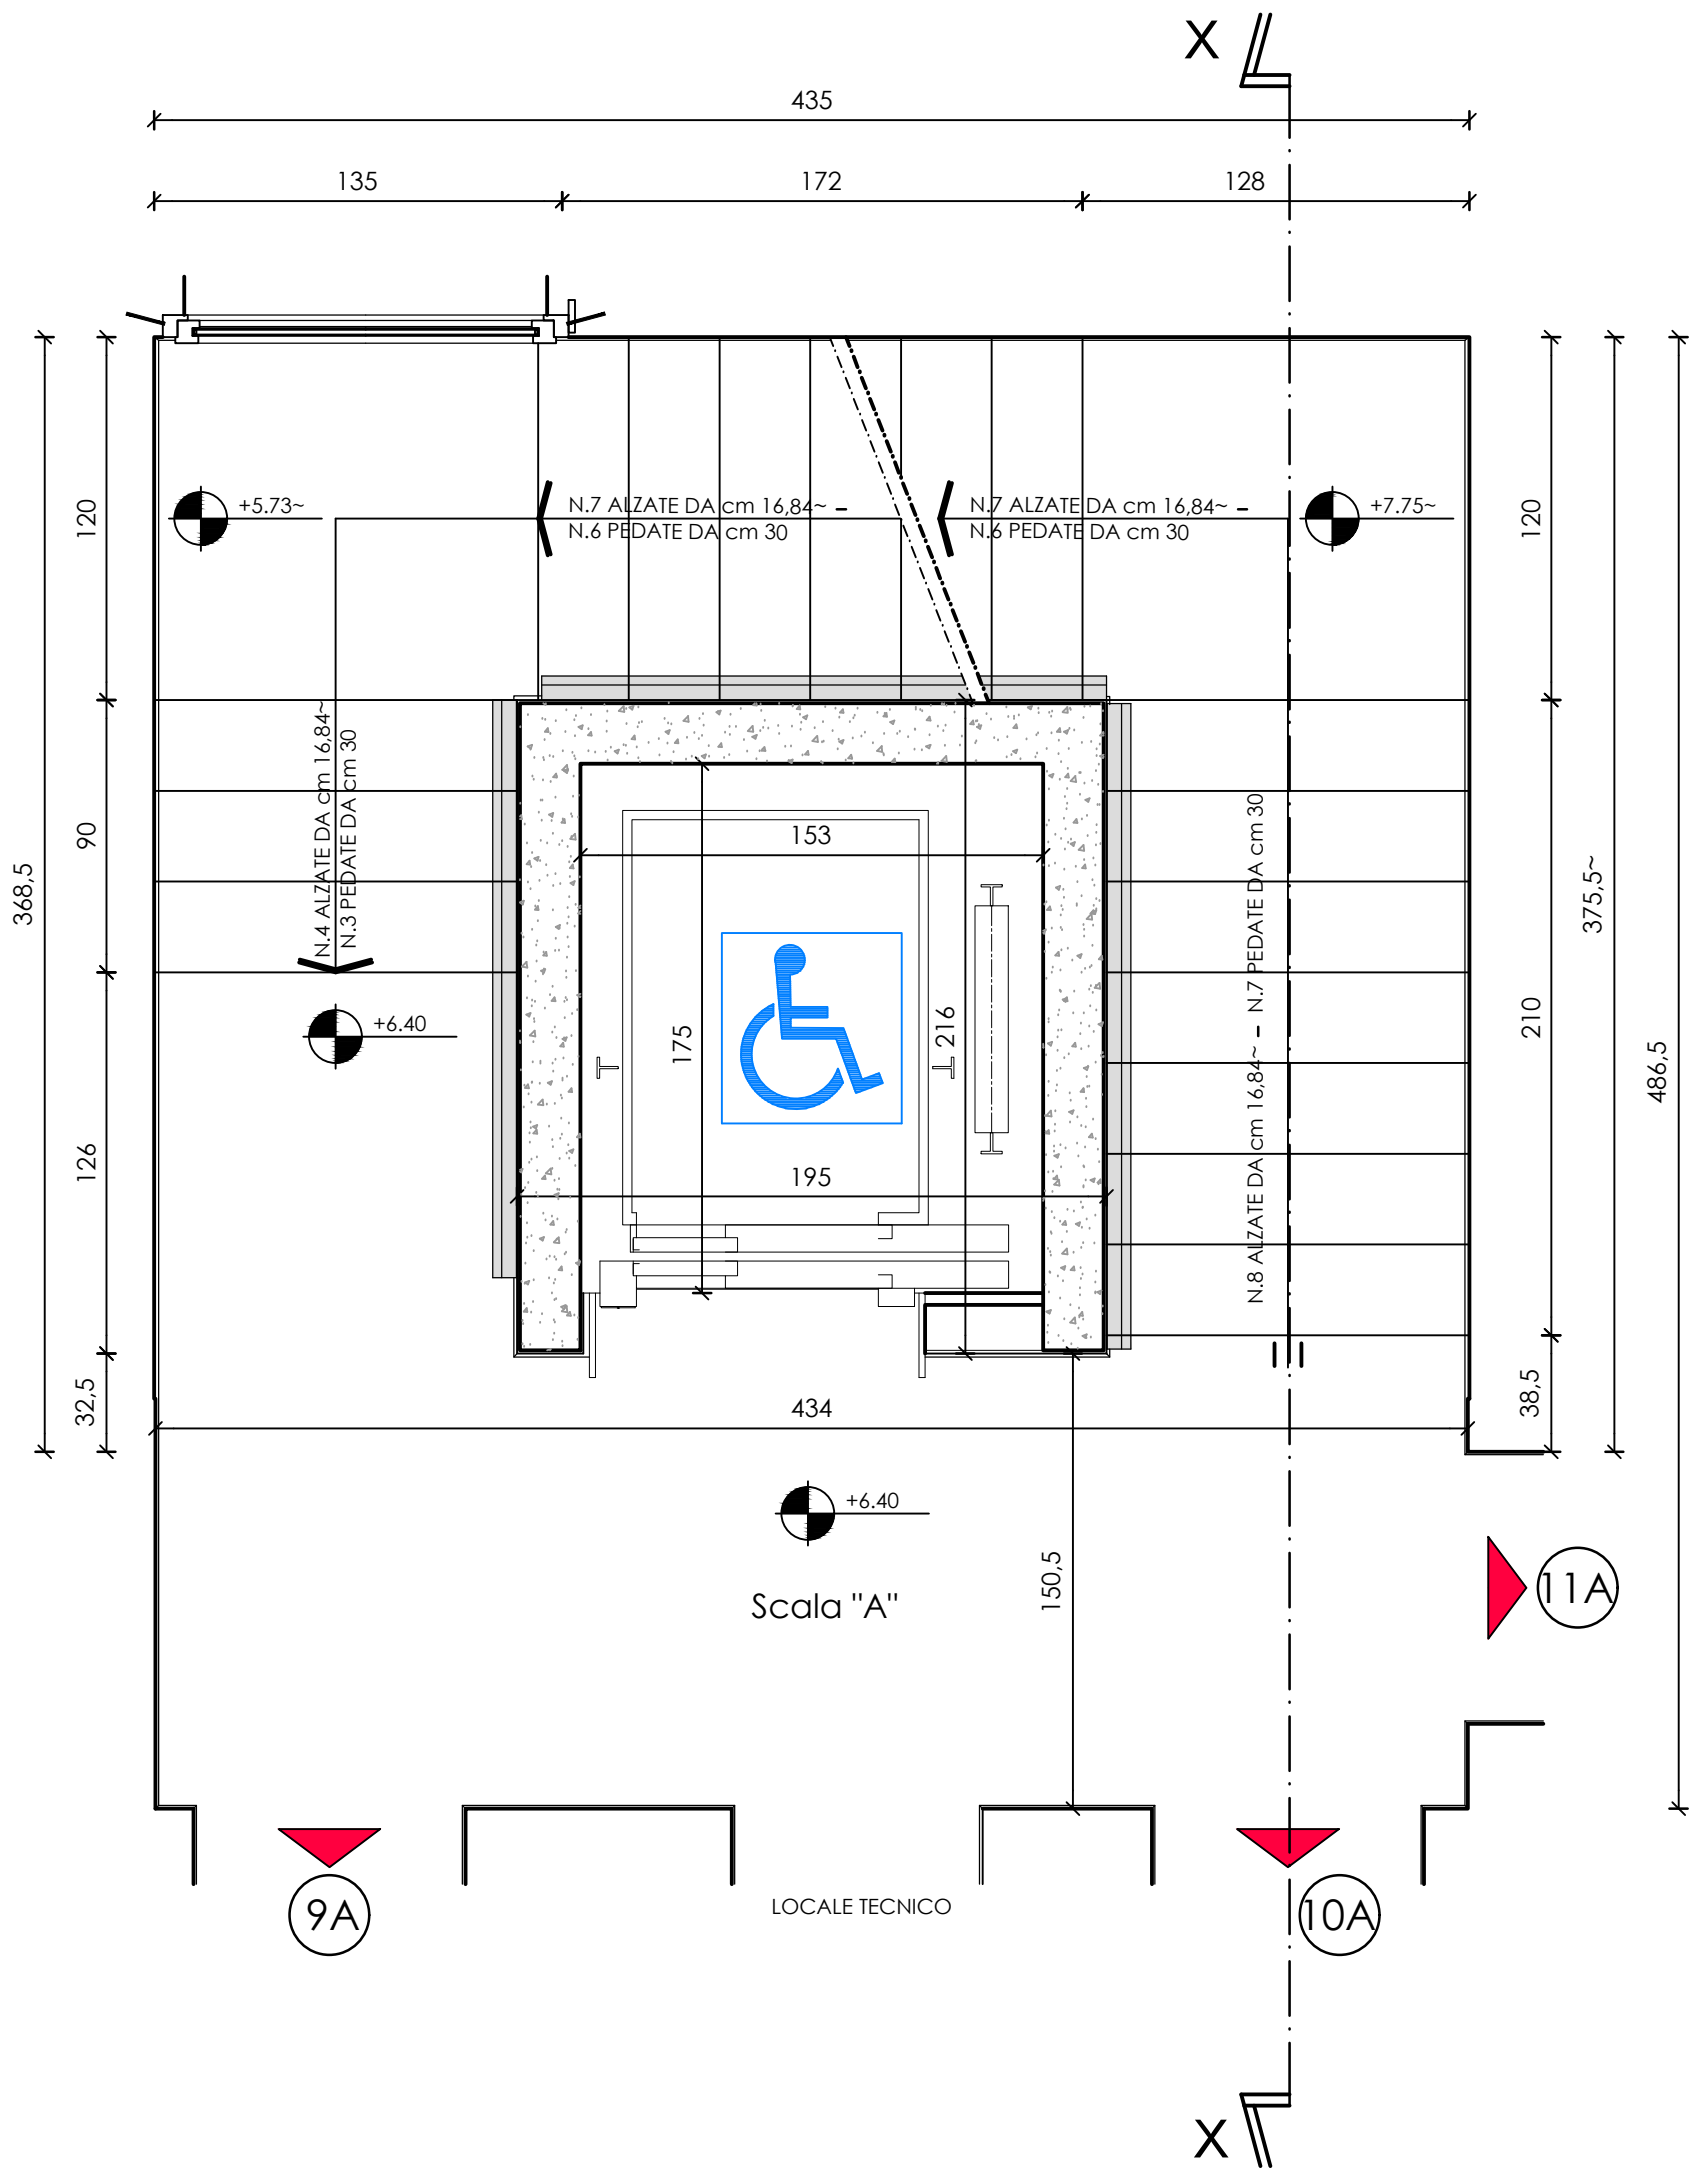 X
435
135
172
128
+5.73~
N.7 ALZATE DA cm 16,84~ –
N.6 PEDATE DA cm 30
N.7 ALZATE DA cm 16,84~ –
N.6 PEDATE DA cm 30
+7.75~
368,5
120
90
126
32,5
N.4 ALZATE DA cm 16,84~
N.3 PEDATE DA cm 30
+6.40
153
175
216
195
N.8 ALZATE DA cm 16,84~ – N.7 PEDATE DA cm 30
120
210
38,5
375,5~
486,5
434
+6.40
Scala "A"
150,5
11A
9A
LOCALE TECNICO
10A
X